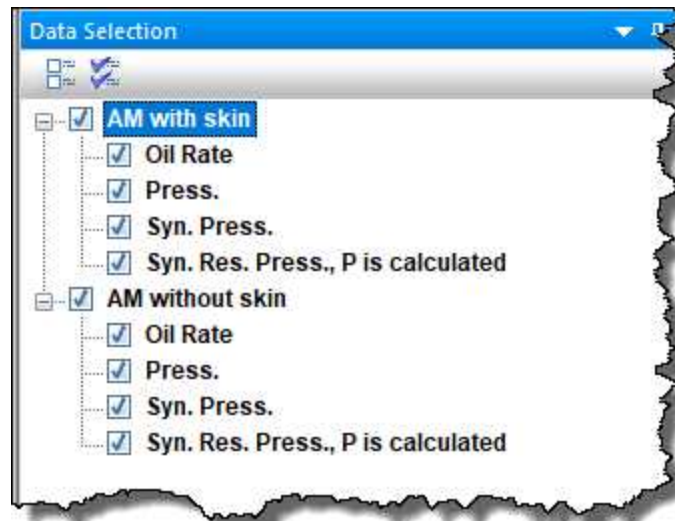 Data Selection
AM with skin
Oil Rate
Press.
Syn. Press.
Syn. Res. Press., P is calculated
AM without skin
Oil Rate
Press.
Syn. Press.
Syn. Res. Press., P is calculated